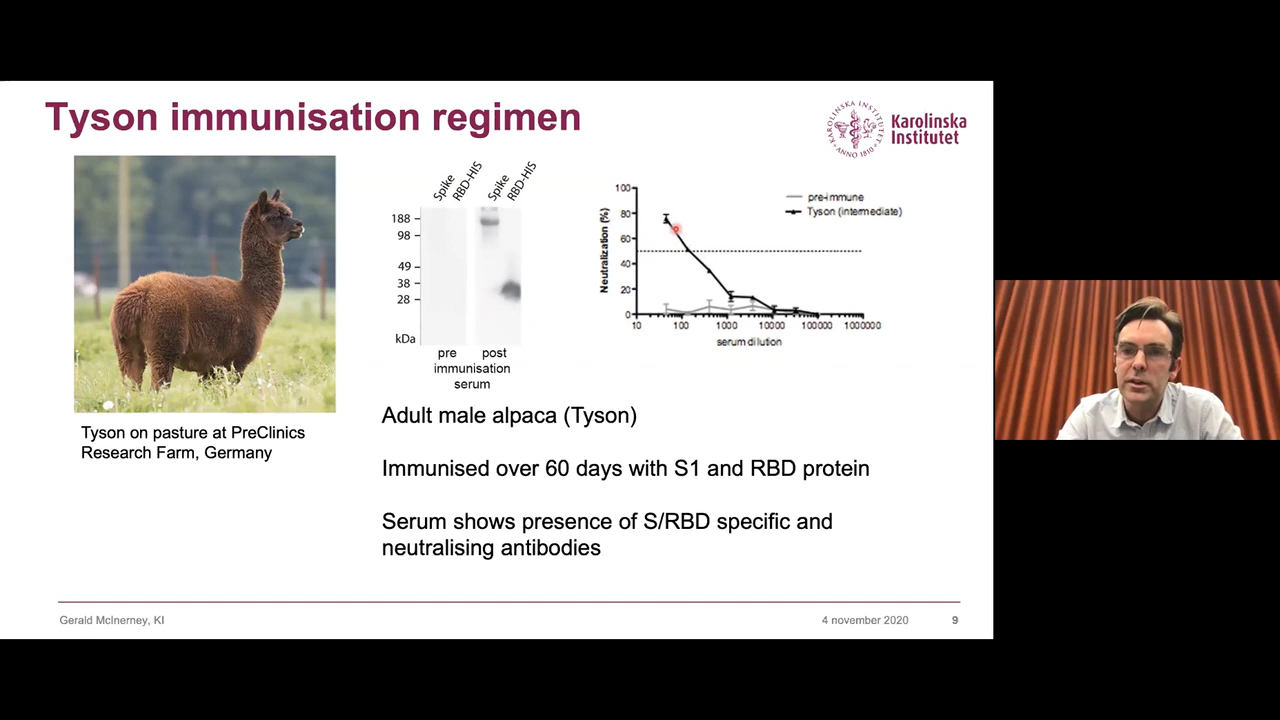 Tyson immunisation regimen
KAROLINSKA INSTITUTET
ANNO 1810
Karolinska
Institutet
Spike
RBD-HIS
Spike
RBD-HIS
188
98
49
38
28
kDa
pre
post
immunisation
serum
Neutralization (%)
100
80
60
40
20
0
10
100
1000
10000
100000
1000000
serum dilution
pre-immune
Tyson (intermediate)
Tyson on pasture at PreClinics
Research Farm, Germany
Adult male alpaca (Tyson)
Immunised over 60 days with S1 and RBD protein
Serum shows presence of S/RBD specific and
neutralising antibodies
Gerald McInerney, KI
4 november 2020
9